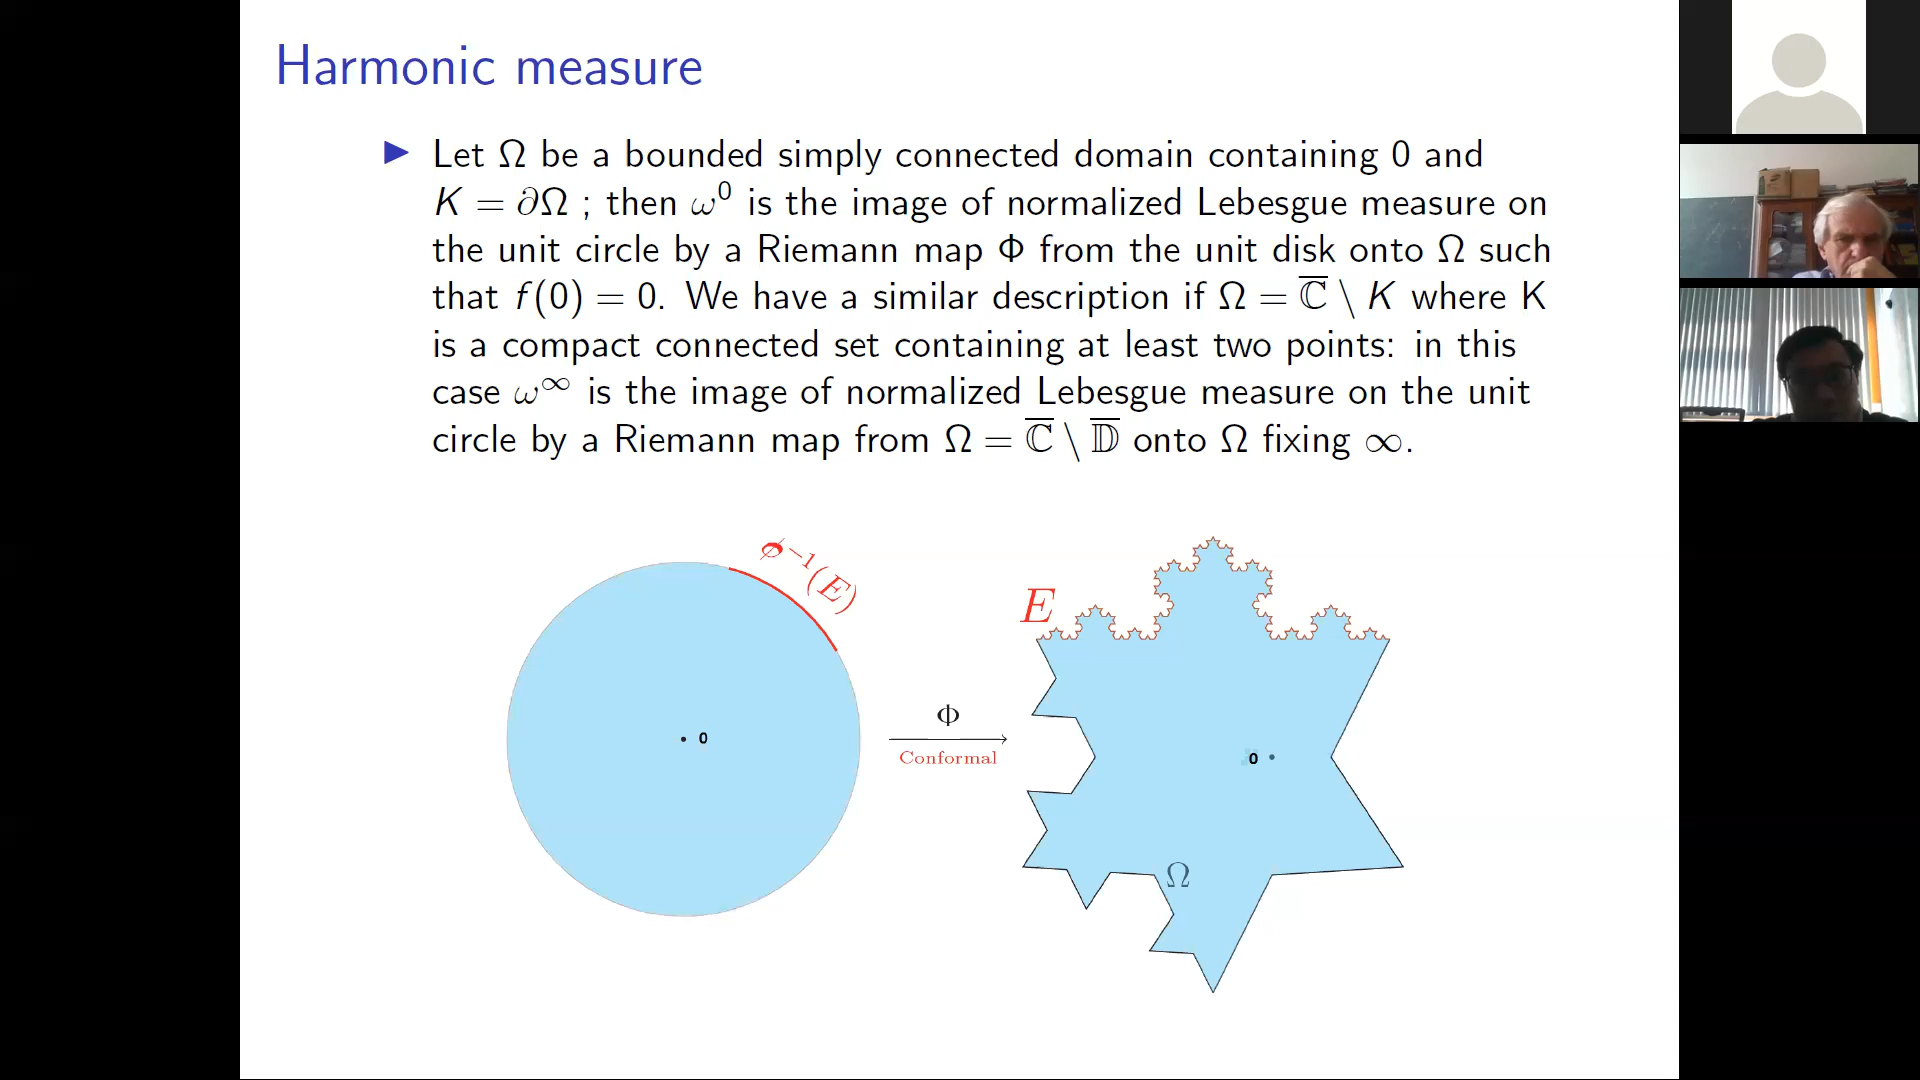 Harmonic measure
▶ Let Ω be a bounded simply connected domain containing 0 and
K = ∂Ω ; then ω⁰ is the image of normalized Lebesgue measure on
the unit circle by a Riemann map Φ from the unit disk onto Ω such
that f(0) = 0. We have a similar description if Ω = ℂ̅ \ K where K
is a compact connected set containing at least two points: in this
case ω^∞ is the image of normalized Lebesgue measure on the unit
circle by a Riemann map from Ω = ℂ̅ \ 𝔻̅ onto Ω fixing ∞.
ϕ⁻¹(E)
E
Φ
Conformal
0
0
Ω